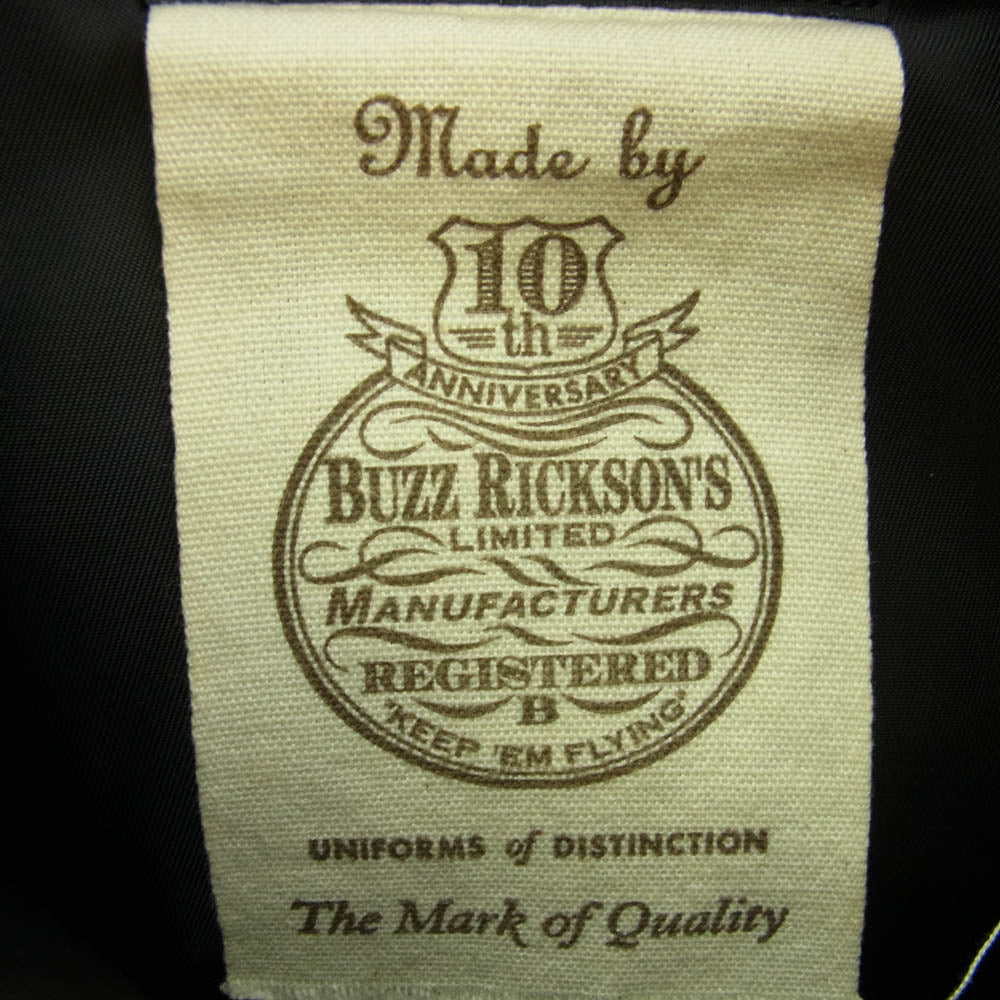 Made by
10
th
ANNIVERSARY
BUZZ RICKSON'S
LIMITED
MANUFACTURERS
REGISTERED
B
'KEEP 'EM FLYING'
UNIFORMS of DISTINCTION
The Mark of Quality